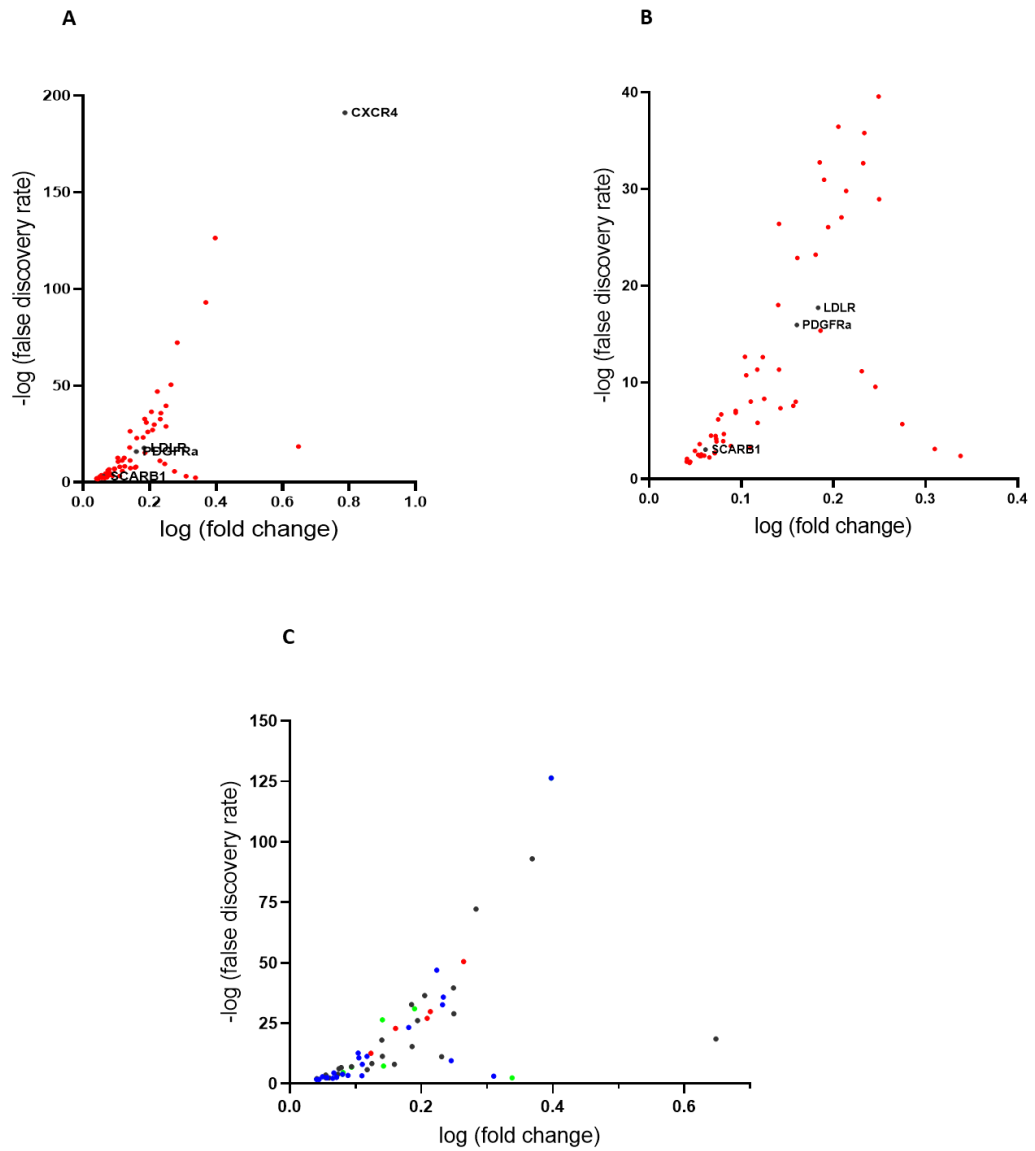 A
200
150
100
50
0
-log (false discovery rate)
CXCR4
LDLR
PDGFRa
SCARB1
0.0 0.2 0.4 0.6 0.8 1.0
log (fold change)
B
40
30
20
10
0
-log (false discovery rate)
LDLR
PDGFRa
SCARB1
0.0 0.1 0.2 0.3 0.4
log (fold change)
C
150
125
100
75
50
25
0
-log (false discovery rate)
0.0 0.2 0.4 0.6
log (fold change)